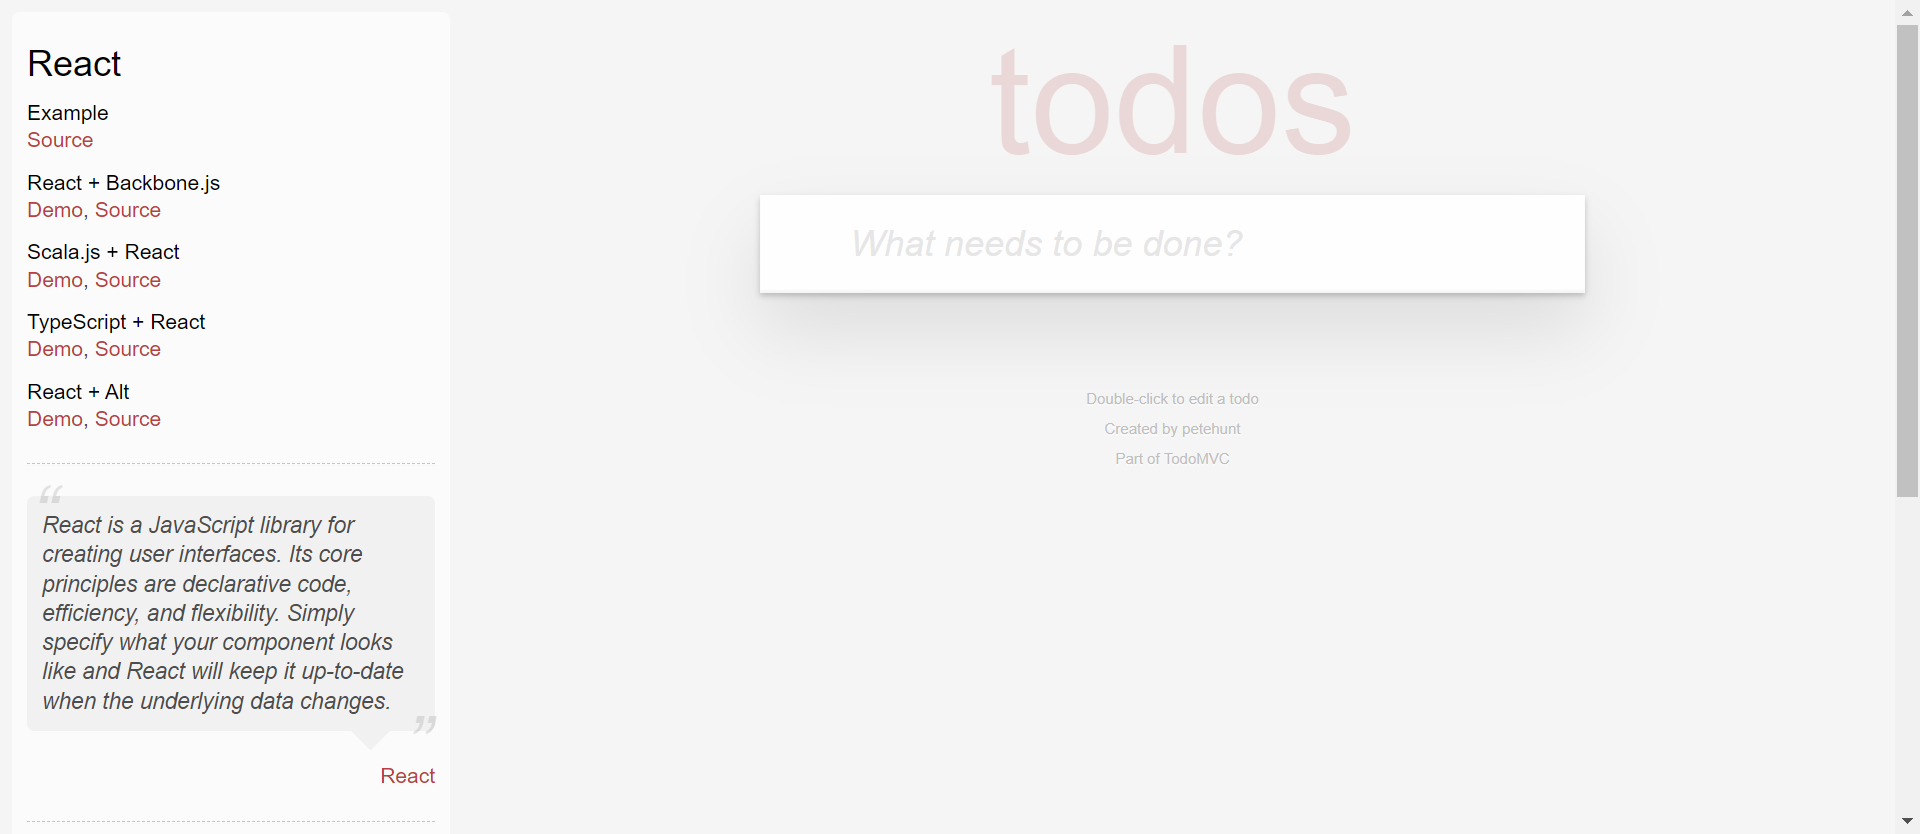 React
Example
Source
React + Backbone.js
Demo, Source
Scala.js + React
Demo, Source
TypeScript + React
Demo, Source
React + Alt
Demo, Source
“
React is a JavaScript library for
creating user interfaces. Its core
principles are declarative code,
efficiency, and flexibility. Simply
specify what your component looks
like and React will keep it up-to-date
when the underlying data changes.
”
React
todos
What needs to be done?
Double-click to edit a todo
Created by petehunt
Part of TodoMVC